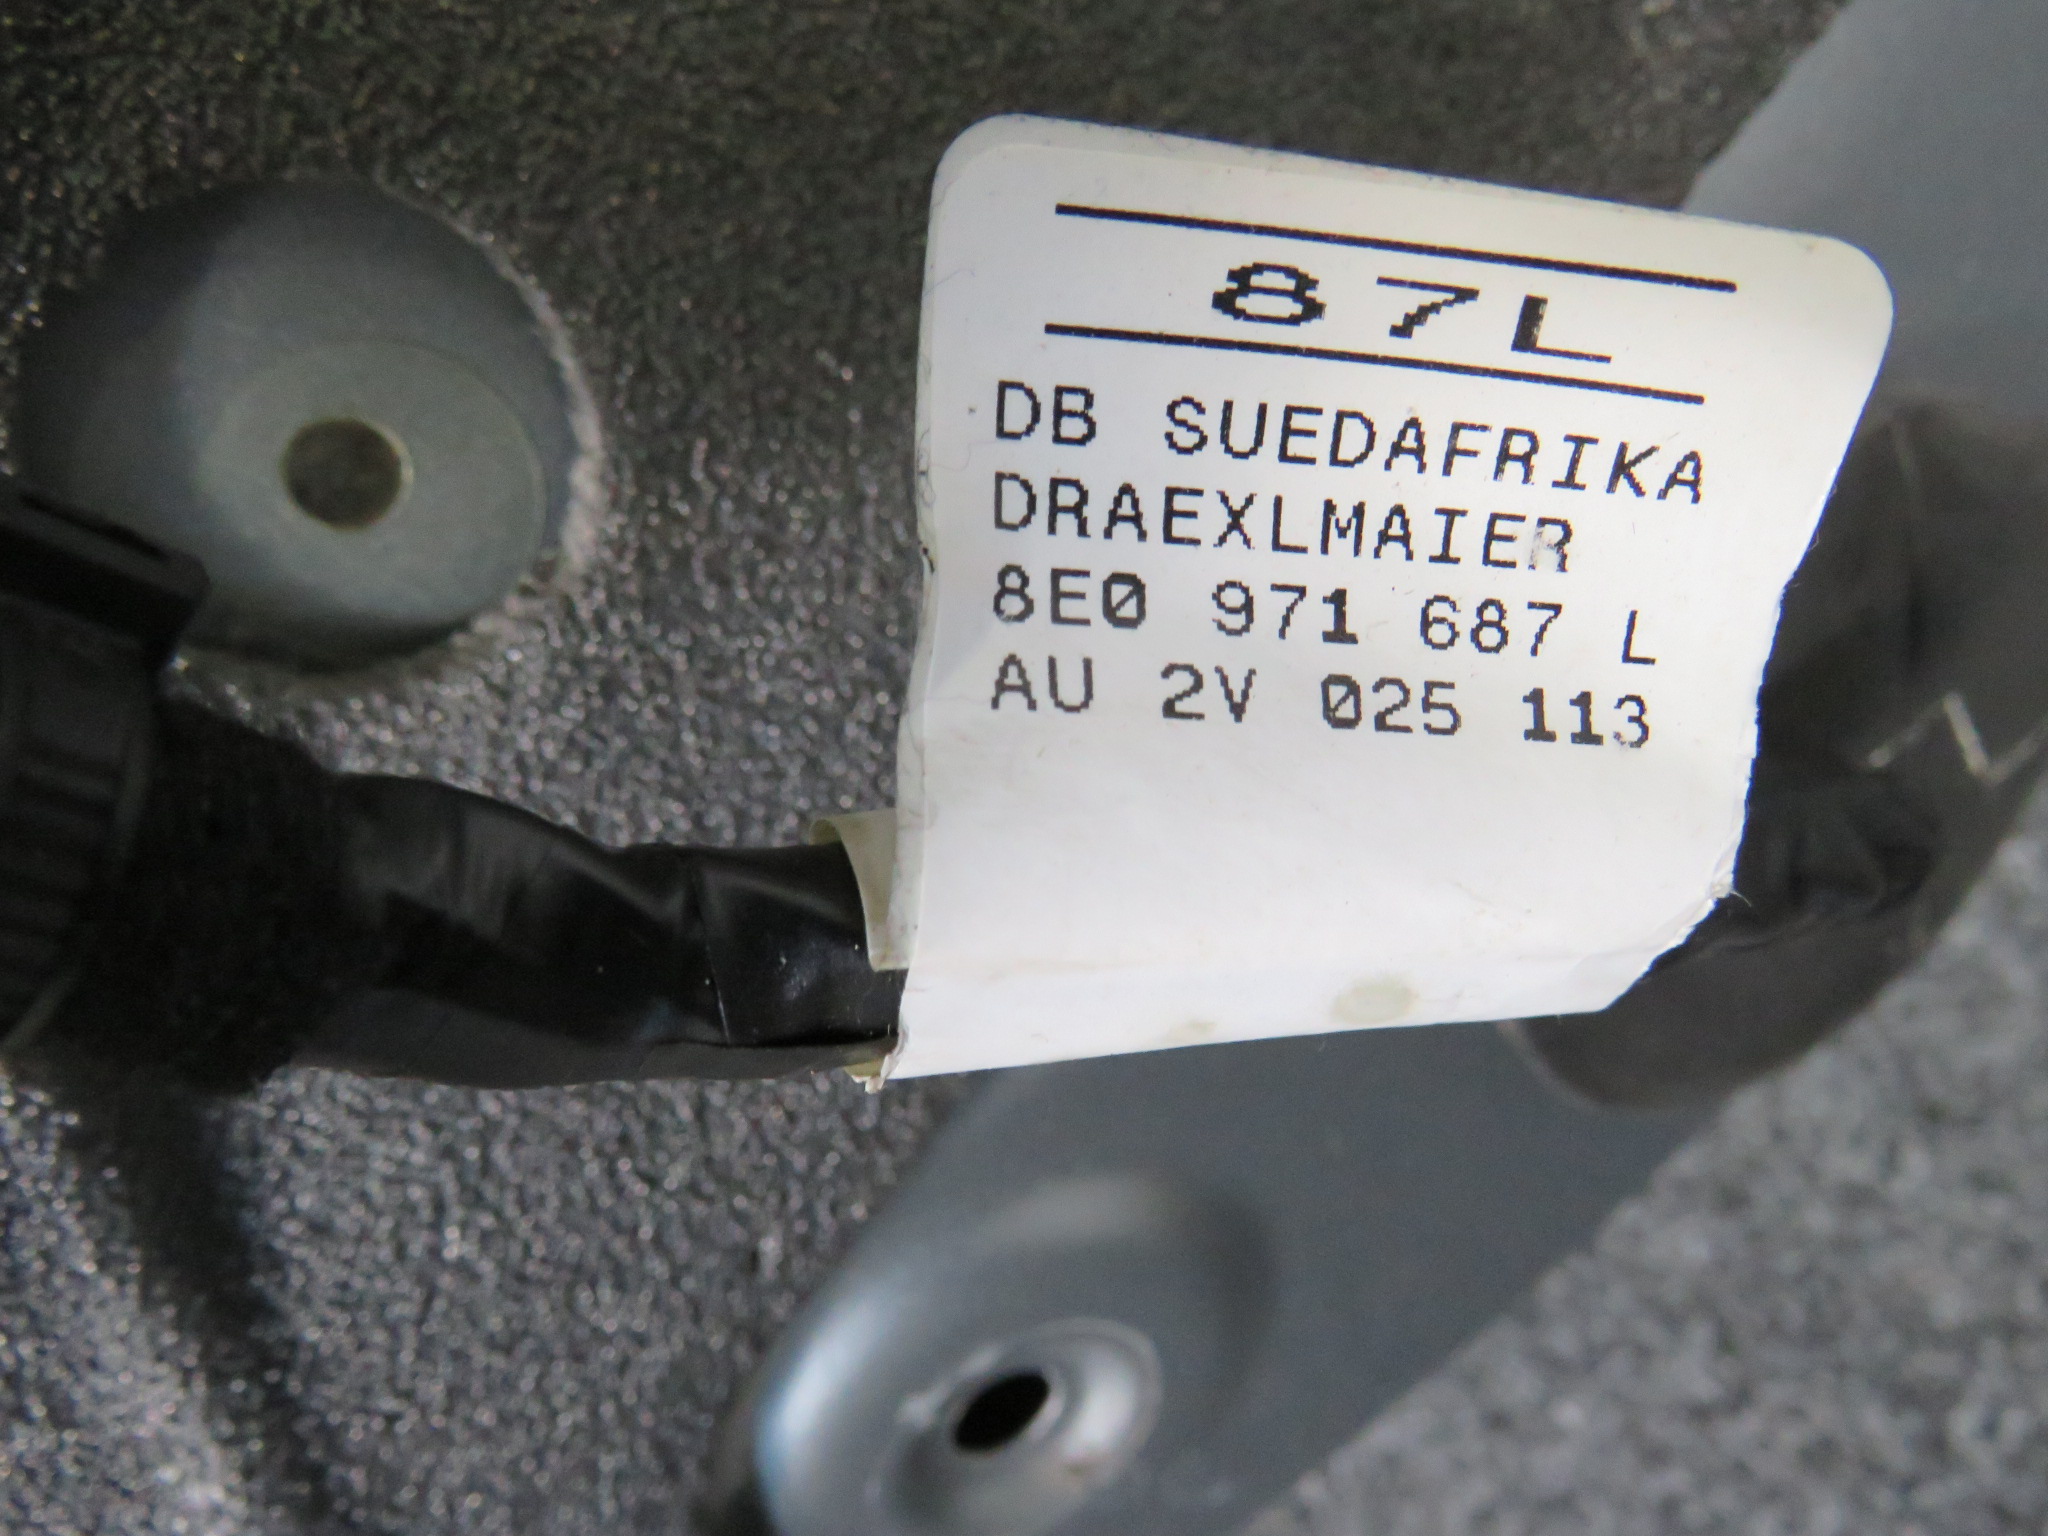 87L
DB SUEDAFRIKA
DRAEXLMAIER
8E0 971 687 L
AU 2V 025 113